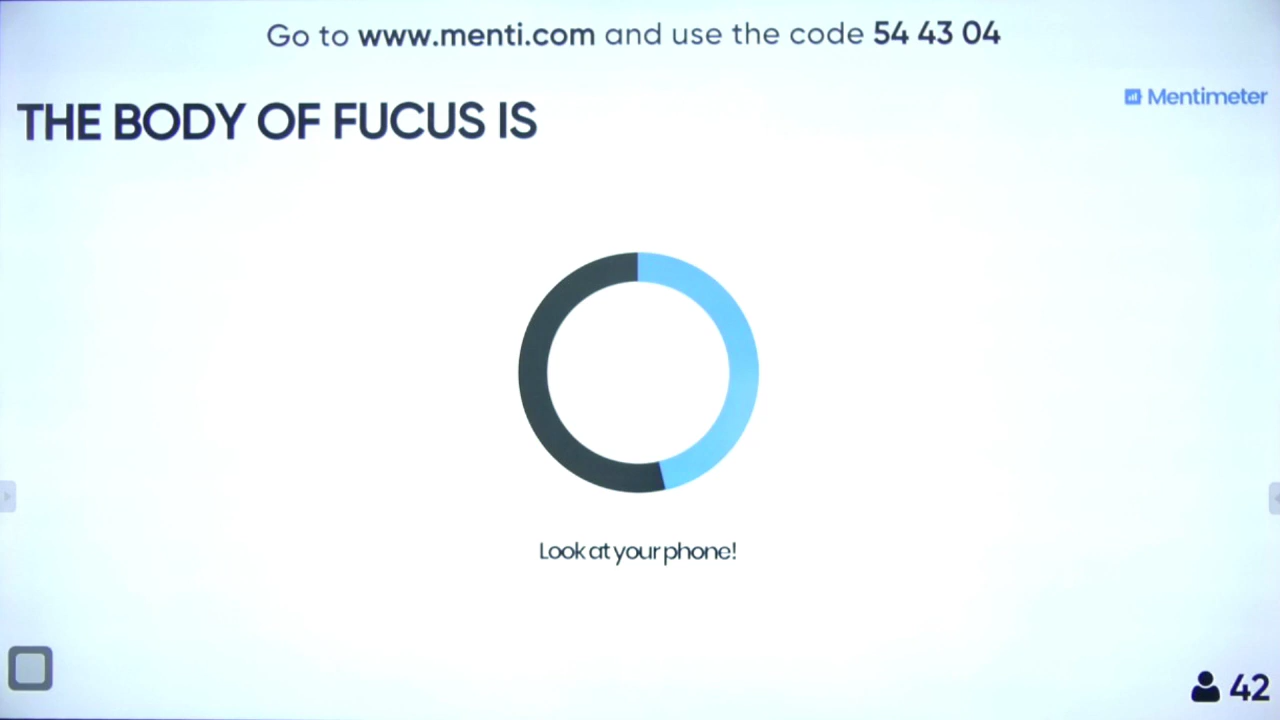 Go to www.menti.com and use the code 54 43 04
Mentimeter
THE BODY OF FUCUS IS
Look at your phone!
42